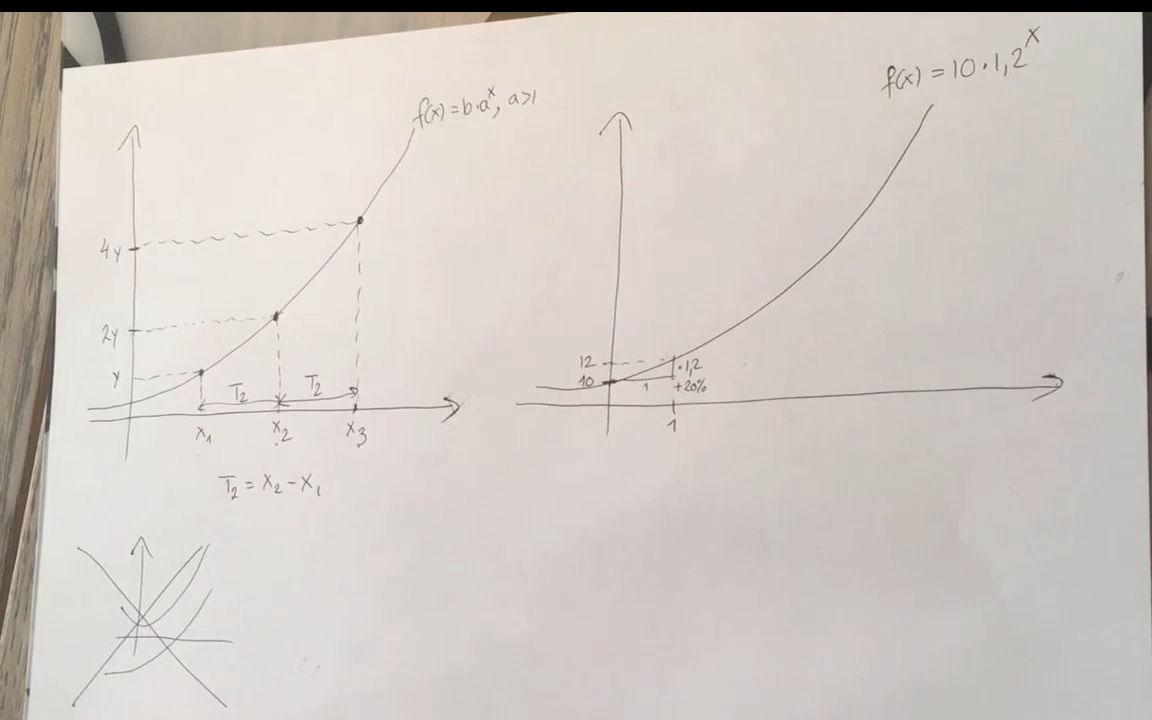 f(x) = b·a^x, a>1
4y
2y
y
T₂ T₂
x₁ x₂ x₃
T₂ = x₂ - x₁
f(x) = 10·1,2^x
12
10
1
·1,2
+20%
1